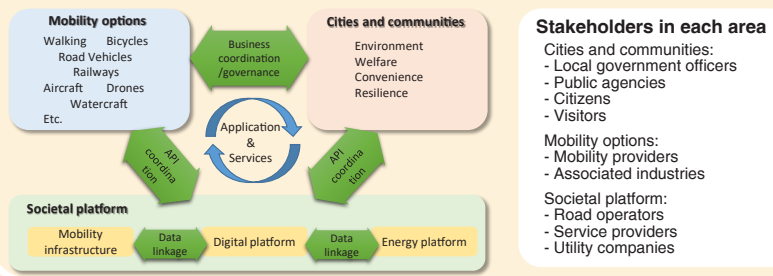 Mobility options
Walking Bicycles
Road Vehicles
Railways
Aircraft Drones
Watercraft
Etc.
Business
coordination
/governance
Cities and communities
Environment
Welfare
Convenience
Resilience
Application
&
Services
API
coordina
tion
API
coordina
tion
Societal platform
Mobility
infrastructure
Data
linkage
Digital platform
Data
linkage
Energy platform
Stakeholders in each area
Cities and communities:
- Local government officers
- Public agencies
- Citizens
- Visitors
Mobility options:
- Mobility providers
- Associated industries
Societal platform:
- Road operators
- Service providers
- Utility companies